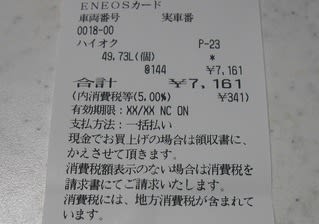 ENEOSカード
車両番号 実車番
0018-00
ハイオク P-23
49.73L(個) *
@144 ¥7,161
合計 ¥7,161
(内消費税等(5.00%) ¥341)
有効期限: XX/XX NC ON
支払方法:一括払い
現金でお買上げの場合は領収書に、
かえさせて頂きます。
消費税額表示のない場合は消費税を
請求書にてご請求いたします。
消費税には、地方消費税が含まれて
います。